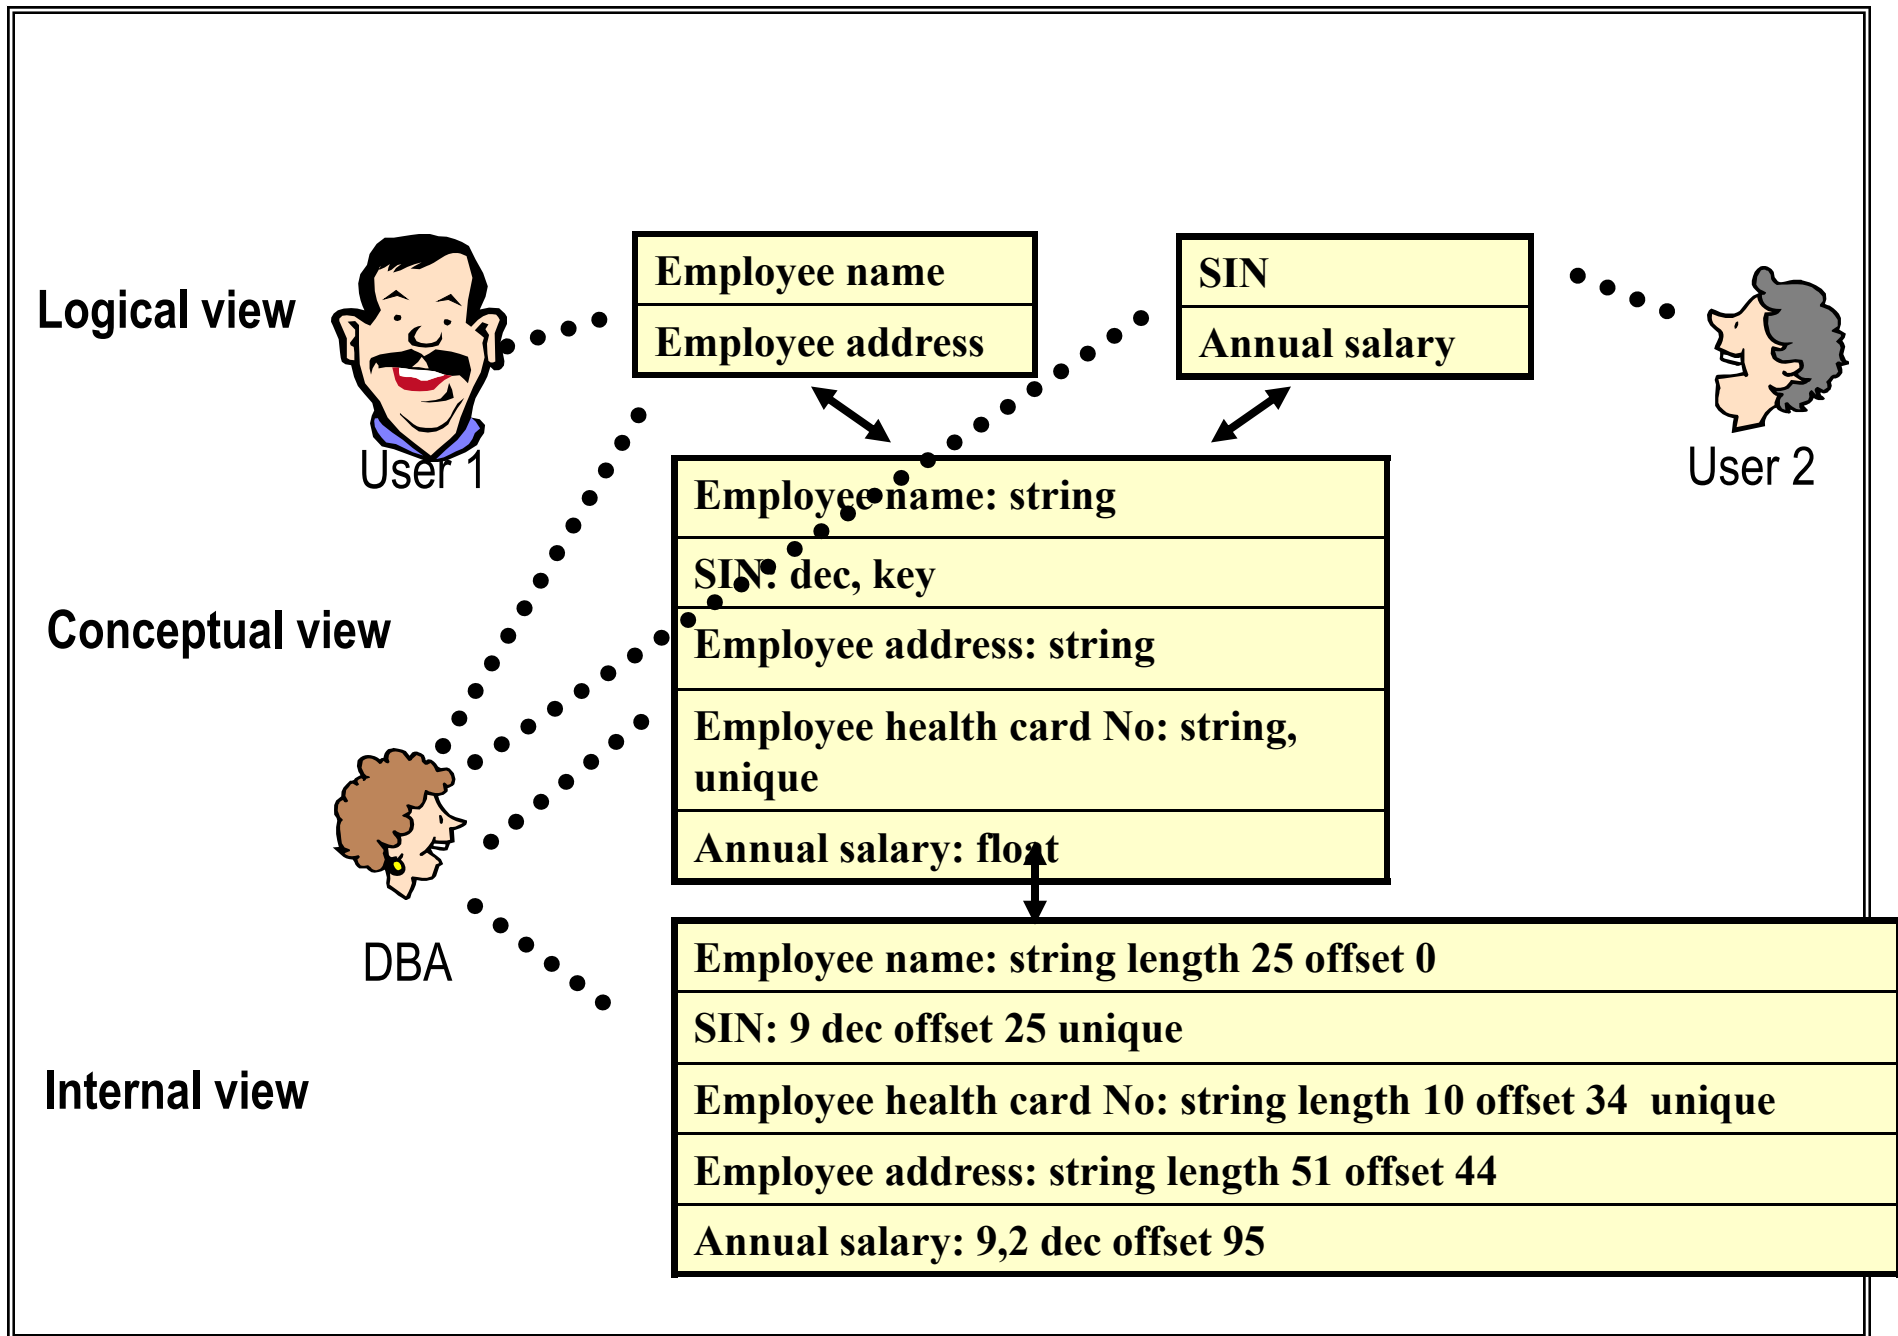 Logical view
User 1
Employee name
Employee address
SIN
Annual salary
User 2
Conceptual view
Employee name: string
SIN: dec, key
Employee address: string
Employee health card No: string,
unique
Annual salary: float
DBA
Internal view
Employee name: string length 25 offset 0
SIN: 9 dec offset 25 unique
Employee health card No: string length 10 offset 34 unique
Employee address: string length 51 offset 44
Annual salary: 9,2 dec offset 95